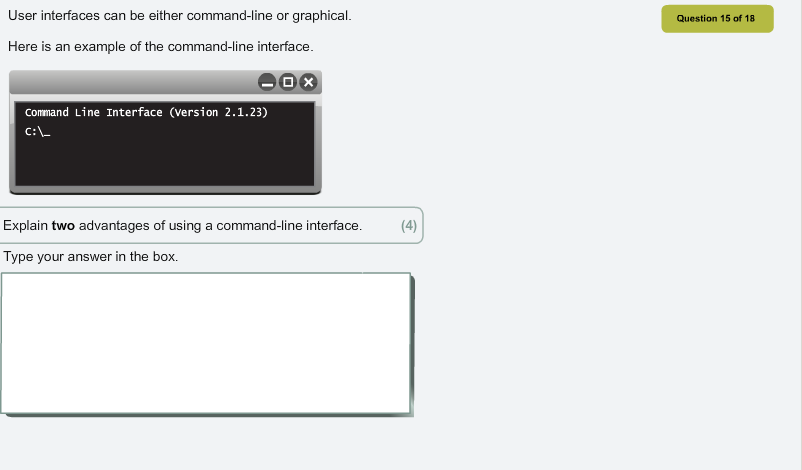 User interfaces can be either command-line or graphical.
Question 15 of 18
Here is an example of the command-line interface.
Command Line Interface (Version 2.1.23)
C:\_
Explain two advantages of using a command-line interface. (4)
Type your answer in the box.